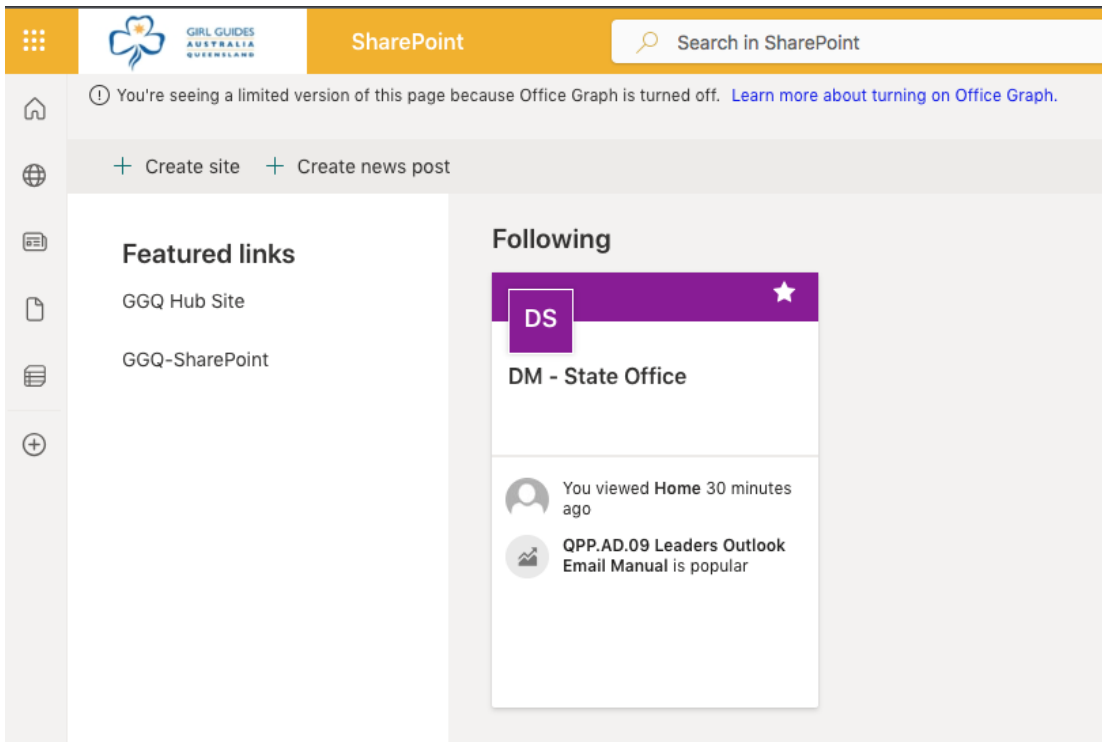 GIRL GUIDES
AUSTRALIA
QUEENSLAND
SharePoint
Search in SharePoint
You're seeing a limited version of this page because Office Graph is turned off. Learn more about turning on Office Graph.
+ Create site + Create news post
Featured links
GGQ Hub Site
GGQ-SharePoint
Following
DS
DM - State Office
You viewed Home 30 minutes
ago
QPP.AD.09 Leaders Outlook
Email Manual is popular